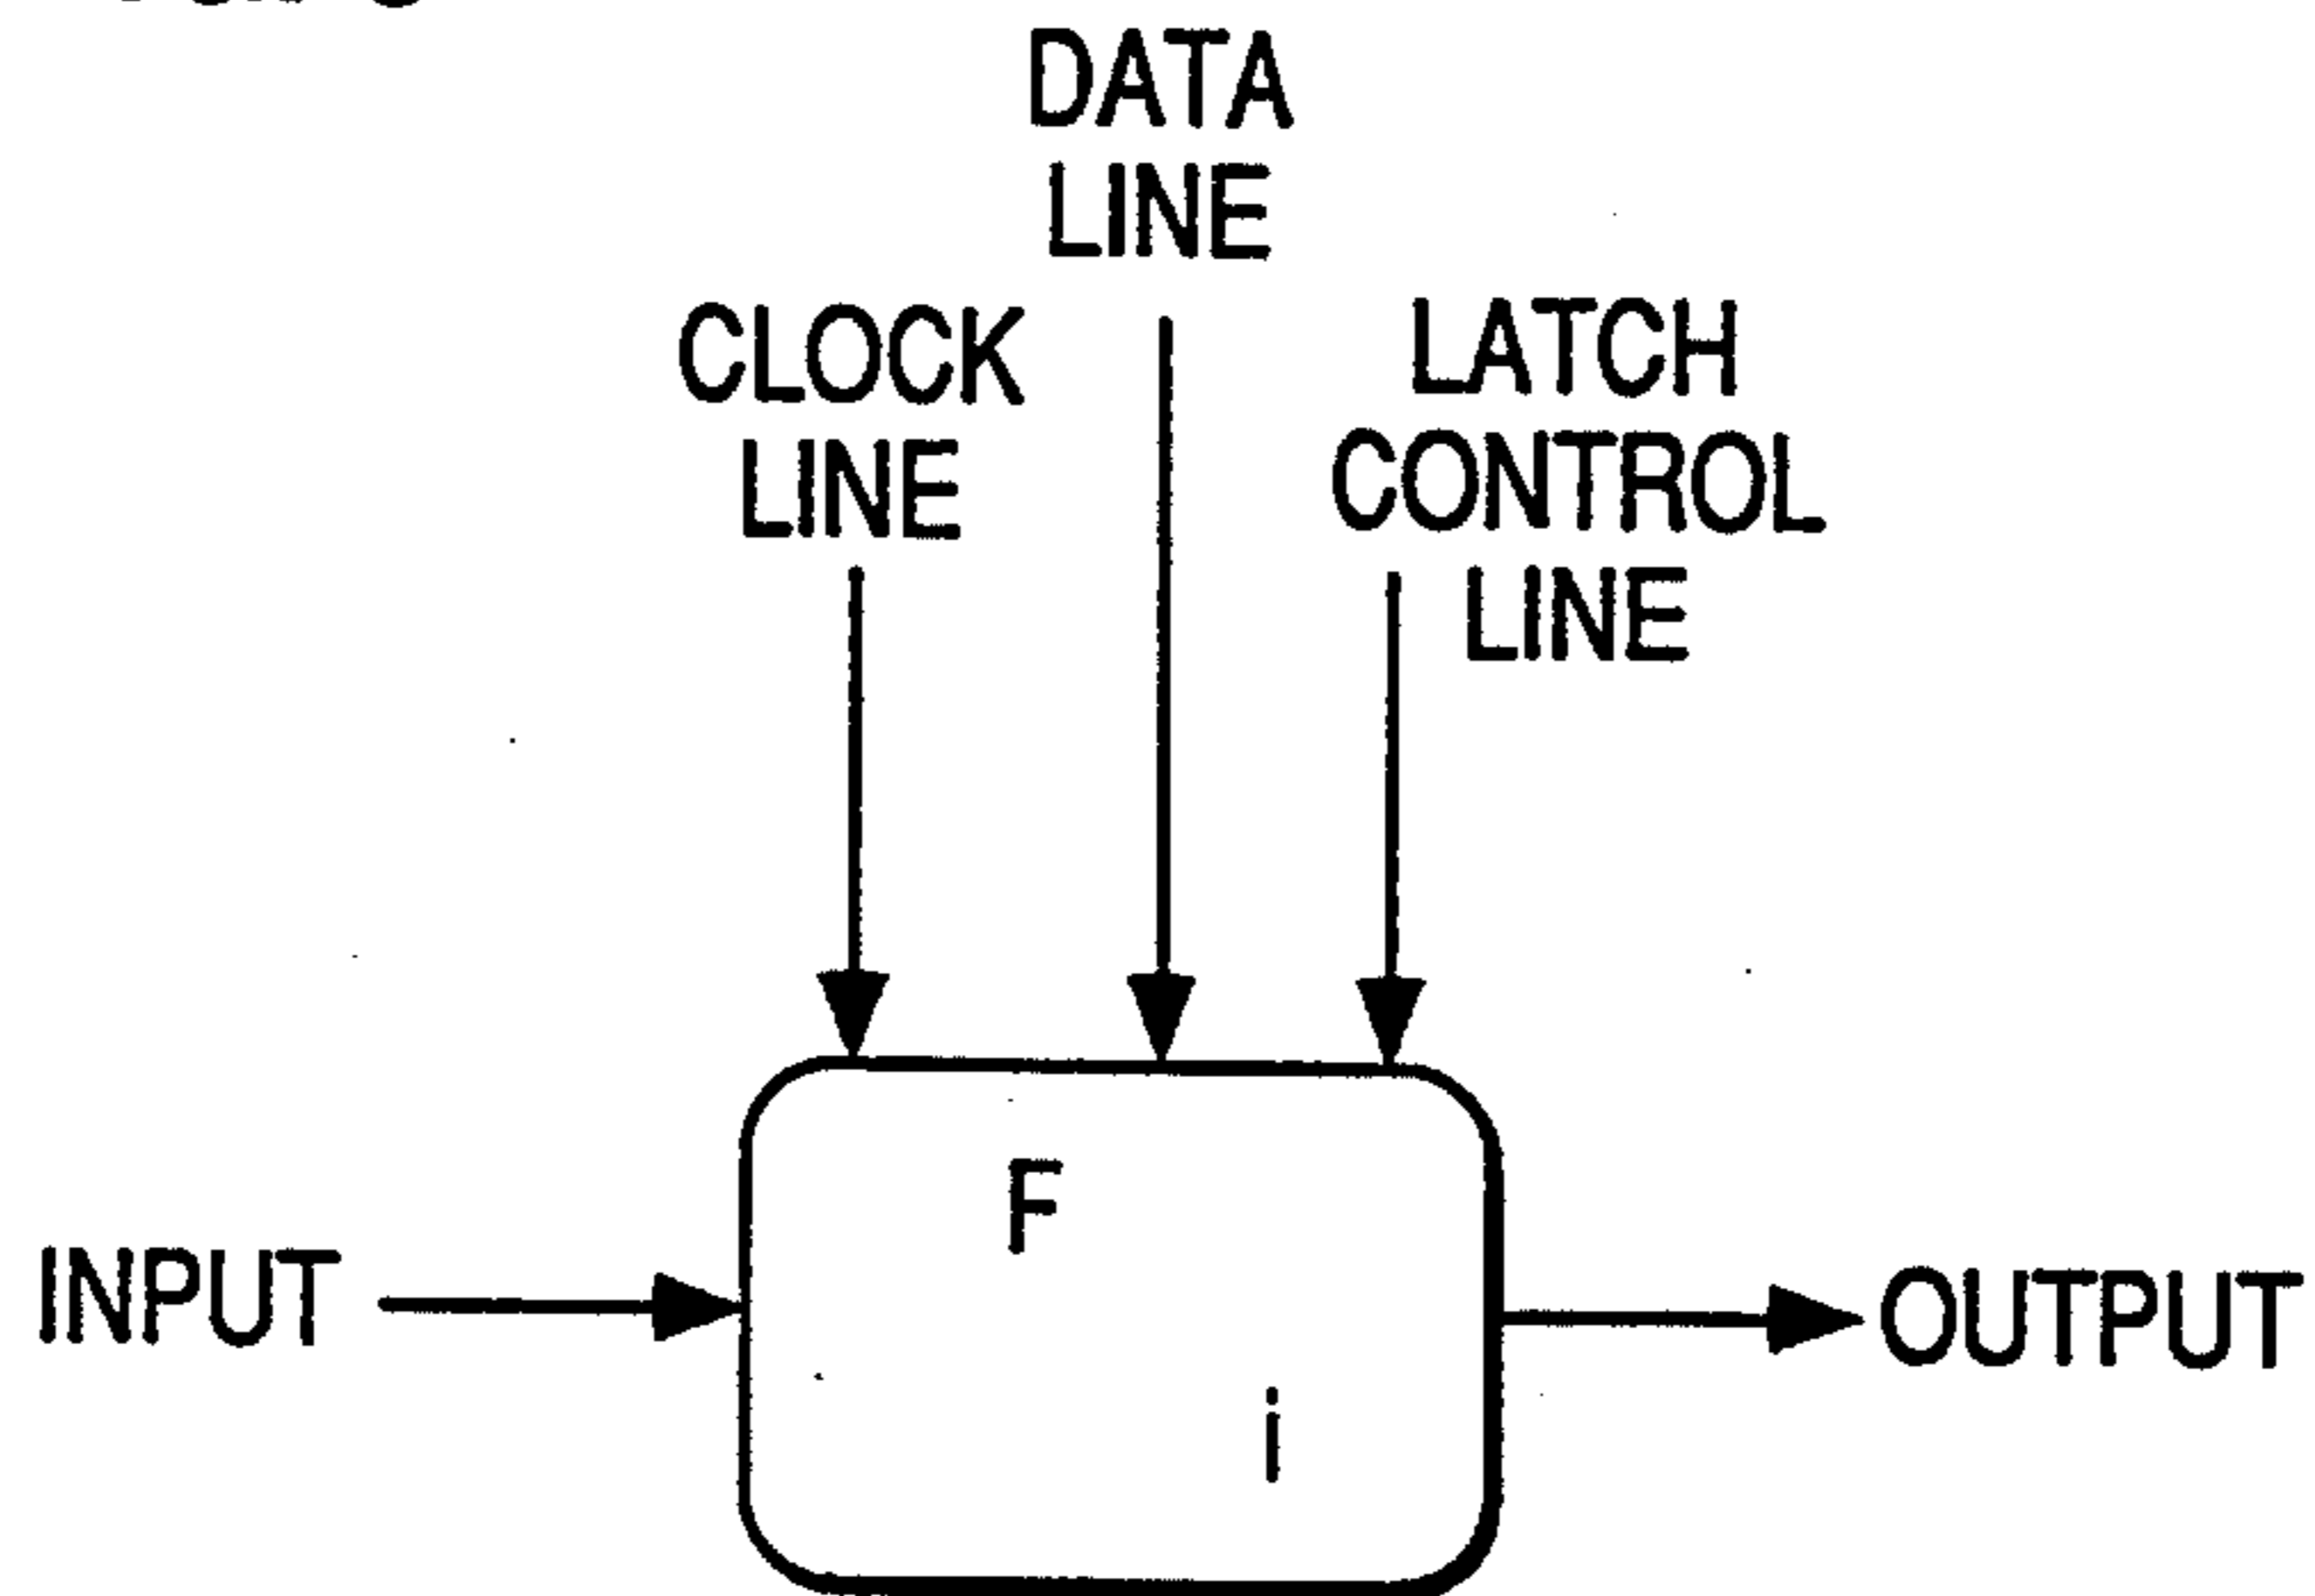 DATA
LINE
CLOCK
LINE
LATCH
CONTROL
LINE
F
i
INPUT
OUTPUT